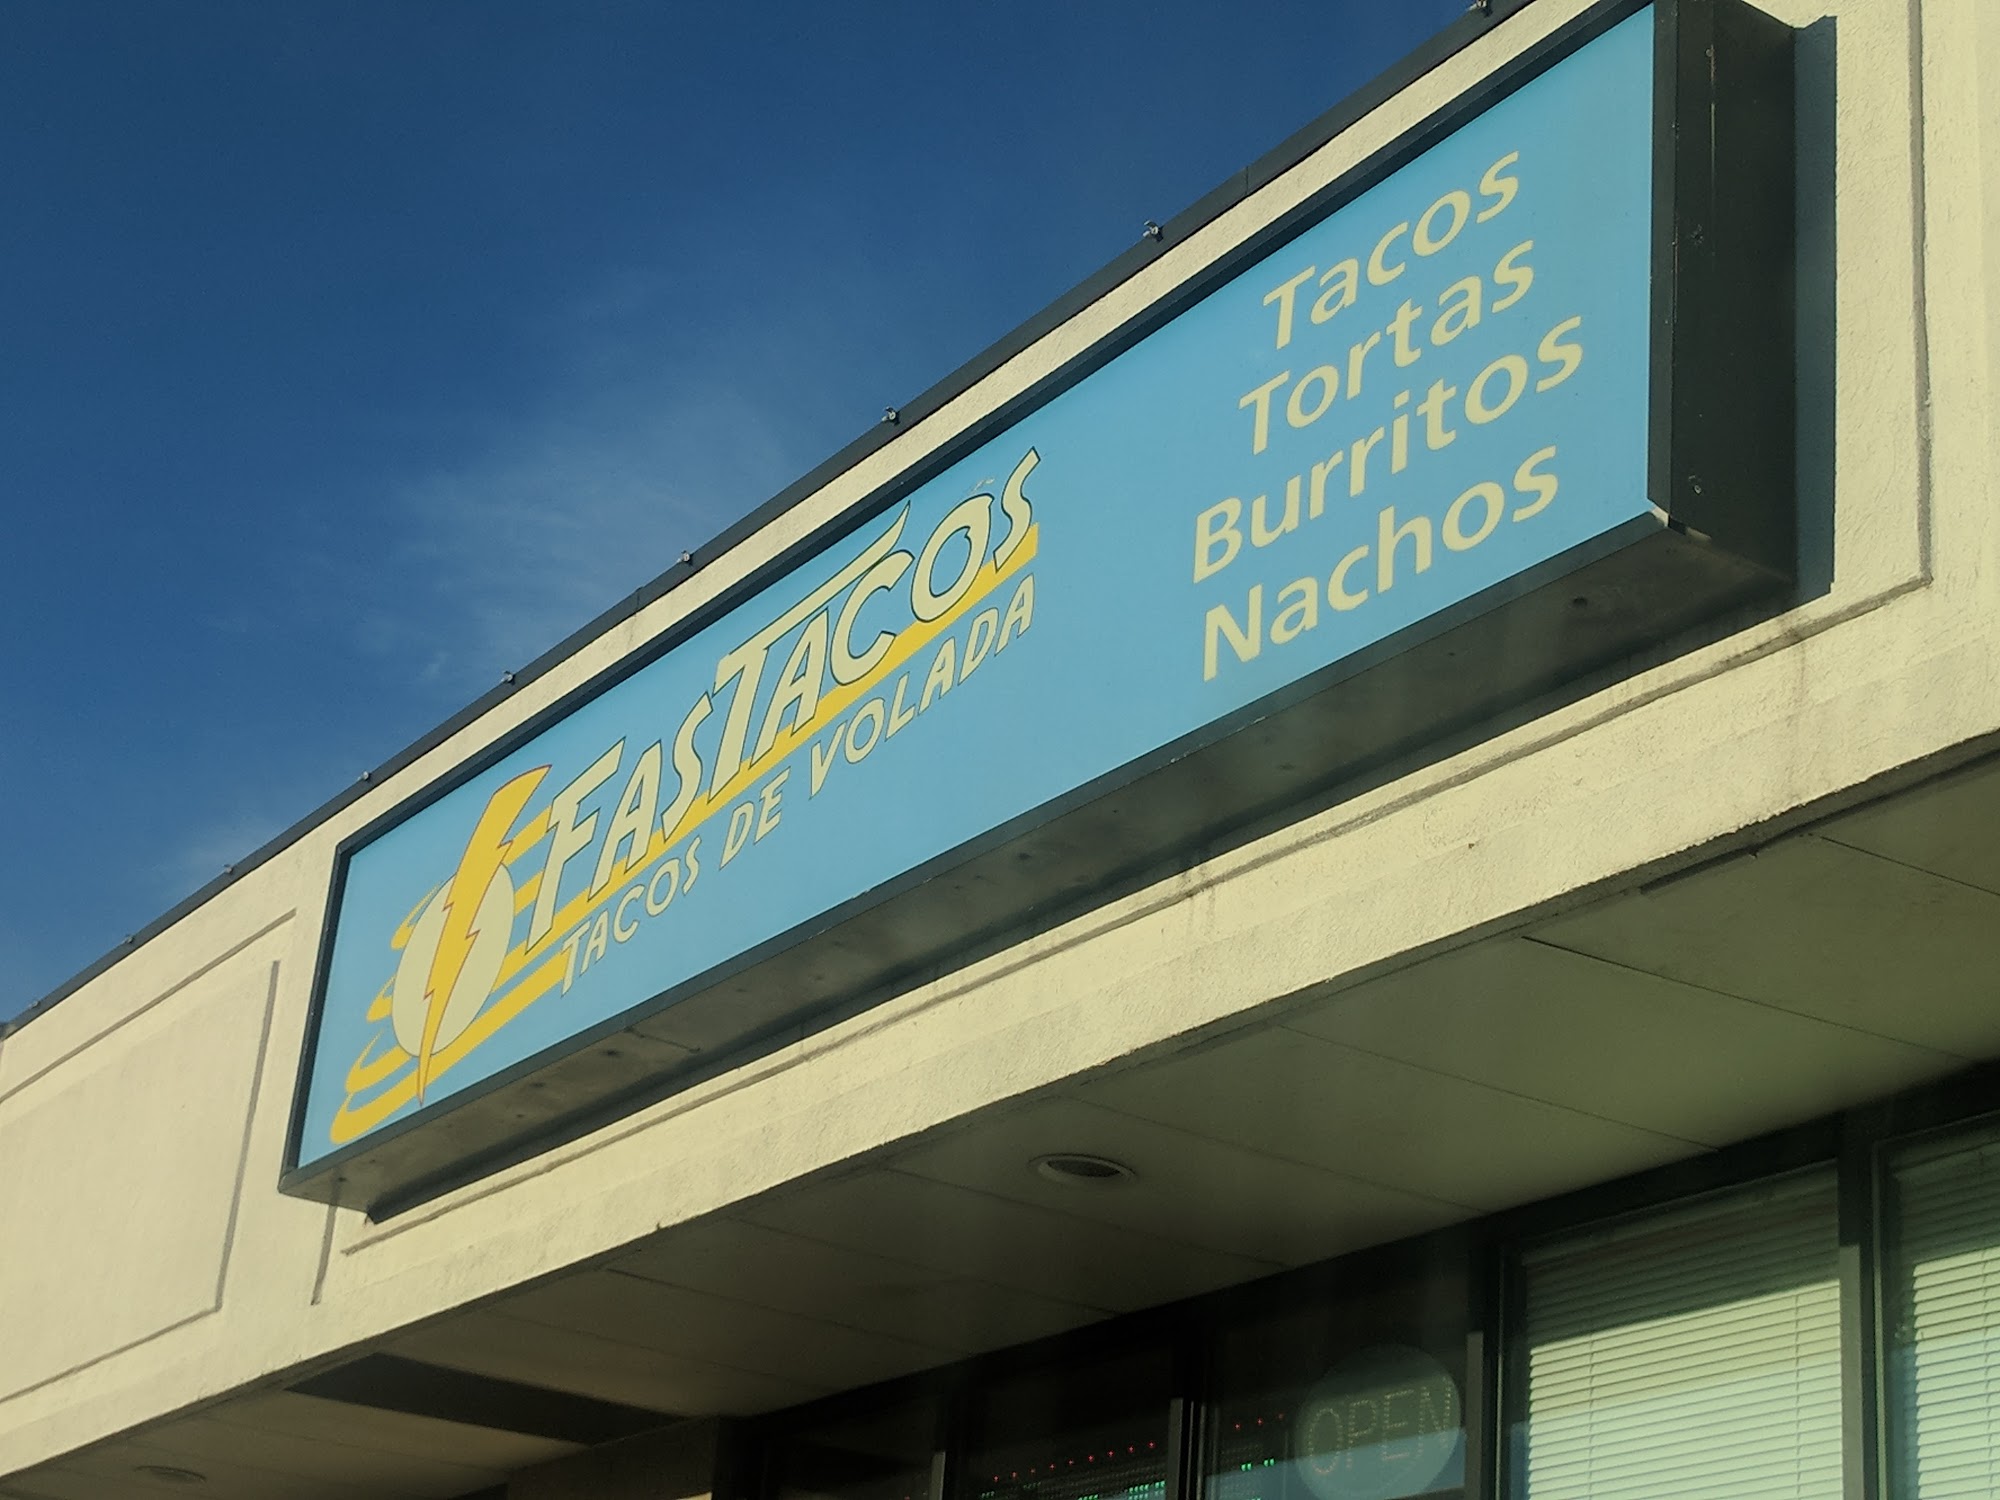 FASTACOS
TACOS DE VOLADA
Tacos
Tortas
Burritos
Nachos
OPEN